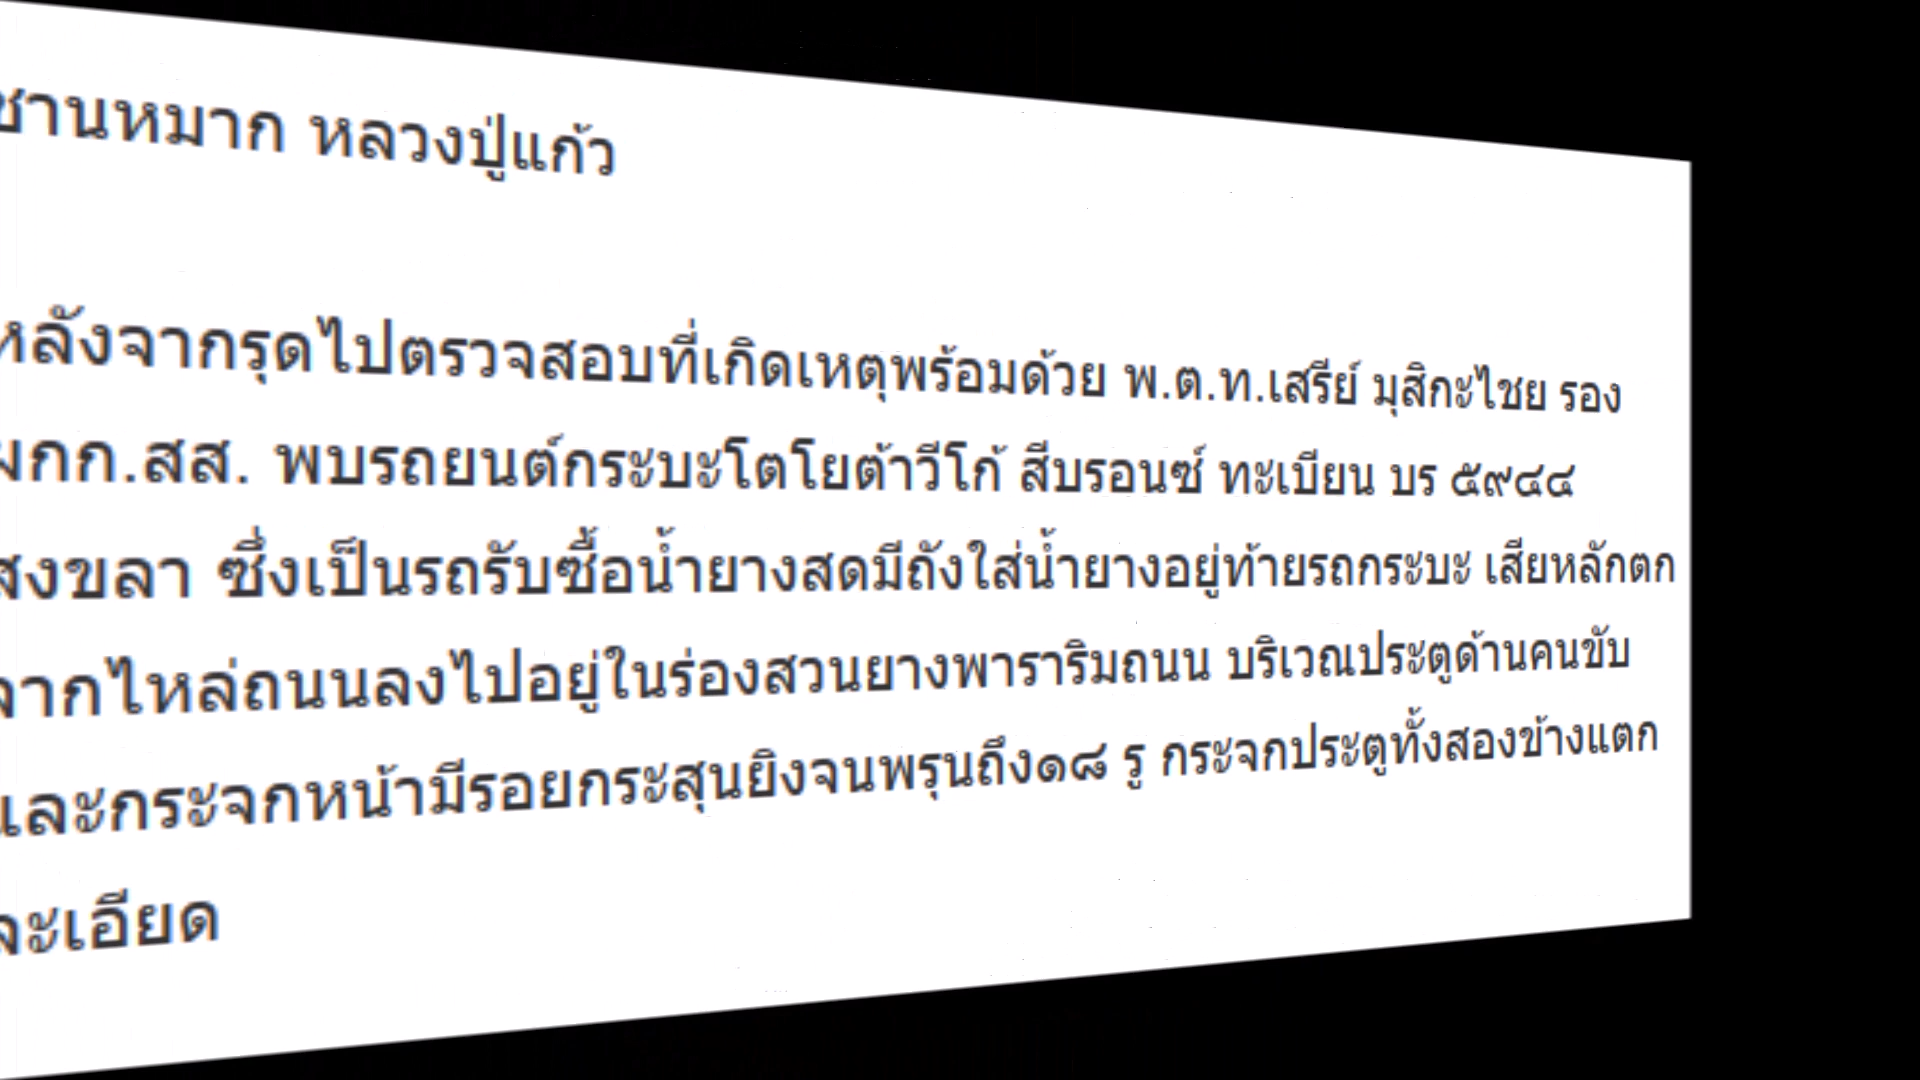 ชานหมาก หลวงปู่แก้ว
หลังจากรุดไปตรวจสอบที่เกิดเหตุพร้อมด้วย พ.ต.ท.เสรีย์ มุสิกะไชย รอง
ผกก.สส. พบรถยนต์กระบะโตโยต้าวีโก้ สีบรอนซ์ ทะเบียน บร ๕๙๔๔
สงขลา ซึ่งเป็นรถรับซื้อน้ำยางสดมีถังใส่น้ำยางอยู่ท้ายรถกระบะ เสียหลักตก
จากไหล่ถนนลงไปอยู่ในร่องสวนยางพาราริมถนน บริเวณประตูด้านคนขับ
และกระจกหน้ามีรอยกระสุนยิงจนพรุนถึง๑๘ รู กระจกประตูทั้งสองข้างแตก
ละเอียด